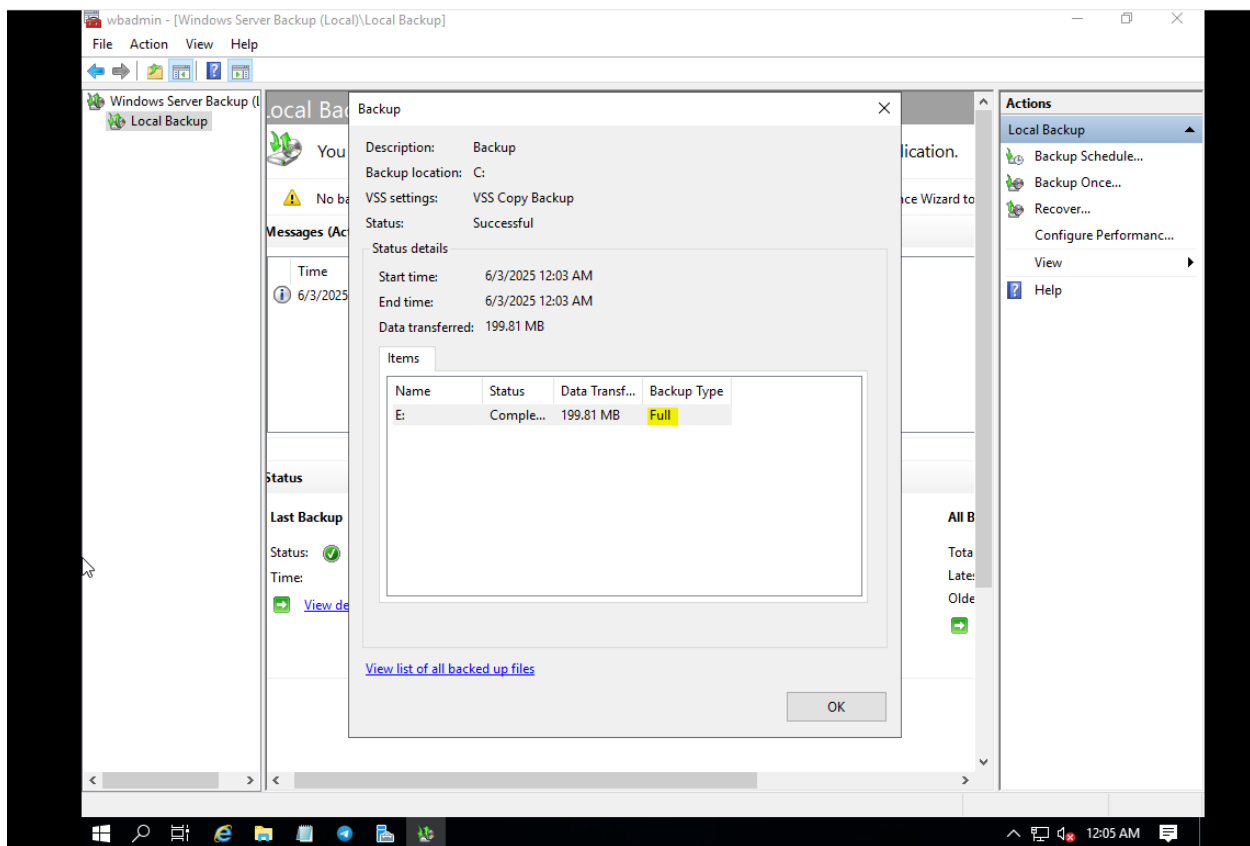 wbadmin - [Windows Server Backup (Local)\Local Backup]
File Action View Help
Windows Server Backup (L
Local Backup
Local Bac
You
lication.
No ba
nce Wizard to
Messages (Act
Time
6/3/2025
Status
Last Backup
Status:
Time:
View de
All B
Tota
Lates
Olde
Backup
Description: Backup
Backup location: C:
VSS settings: VSS Copy Backup
Status: Successful
Status details
Start time: 6/3/2025 12:03 AM
End time: 6/3/2025 12:03 AM
Data transferred: 199.81 MB
Items
Name Status Data Transf... Backup Type
E: Comple... 199.81 MB Full
View list of all backed up files
OK
Actions
Local Backup
Backup Schedule...
Backup Once...
Recover...
Configure Performanc...
View
Help
12:05 AM